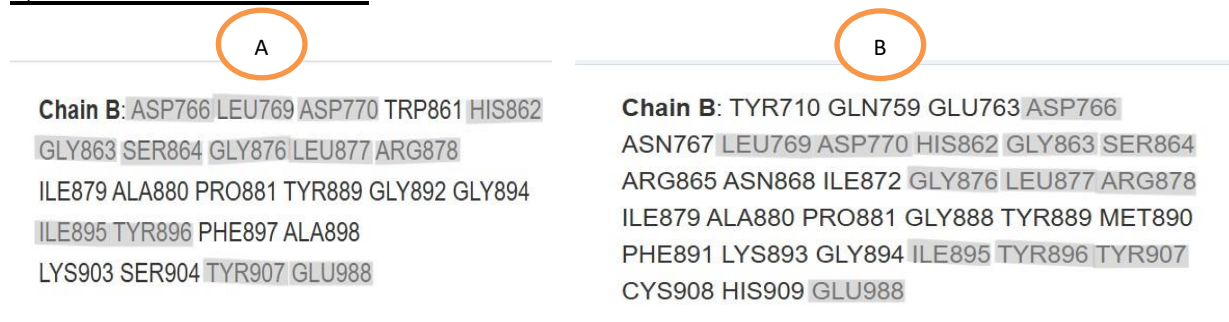 A
Chain B: ASP766 LEU769 ASP770 TRP861 HIS862
GLY863 SER864 GLY876 LEU877 ARG878
ILE879 ALA880 PRO881 TYR889 GLY892 GLY894
ILE895 TYR896 PHE897 ALA898
LYS903 SER904 TYR907 GLU988
B
Chain B: TYR710 GLN759 GLU763 ASP766
ASN767 LEU769 ASP770 HIS862 GLY863 SER864
ARG865 ASN868 ILE872 GLY876 LEU877 ARG878
ILE879 ALA880 PRO881 GLY888 TYR889 MET890
PHE891 LYS893 GLY894 ILE895 TYR896 TYR907
CYS908 HIS909 GLU988